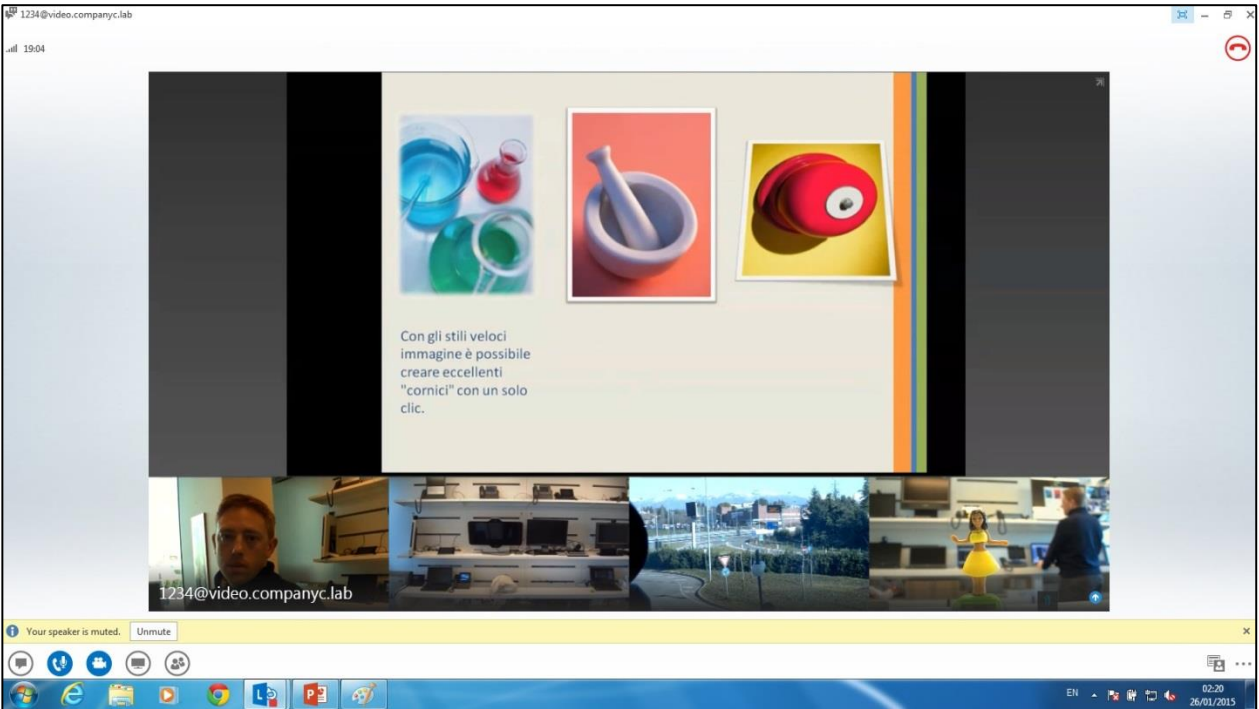 1234@video.companyc.lab
19:04
Con gli stili veloci
immagine è possibile
creare eccellenti
"cornici" con un solo
clic.
1234@video.companyc.lab
Your speaker is muted. Unmute
EN 02:20
26/01/2015